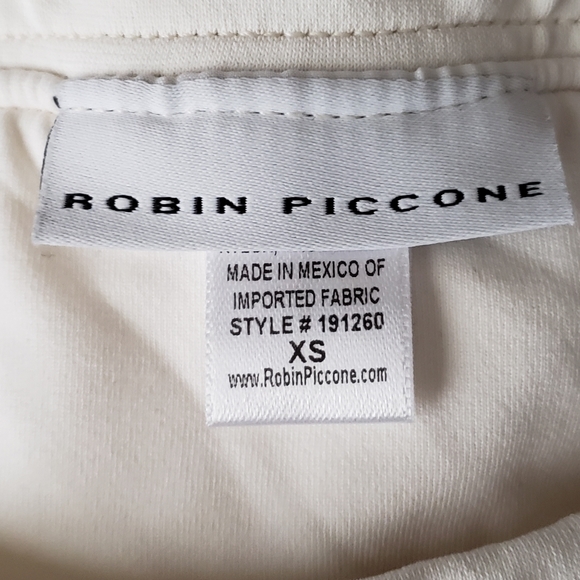 ROBIN PICCONE
MADE IN MEXICO OF
IMPORTED FABRIC
STYLE # 191260
XS
www.RobinPiccone.com